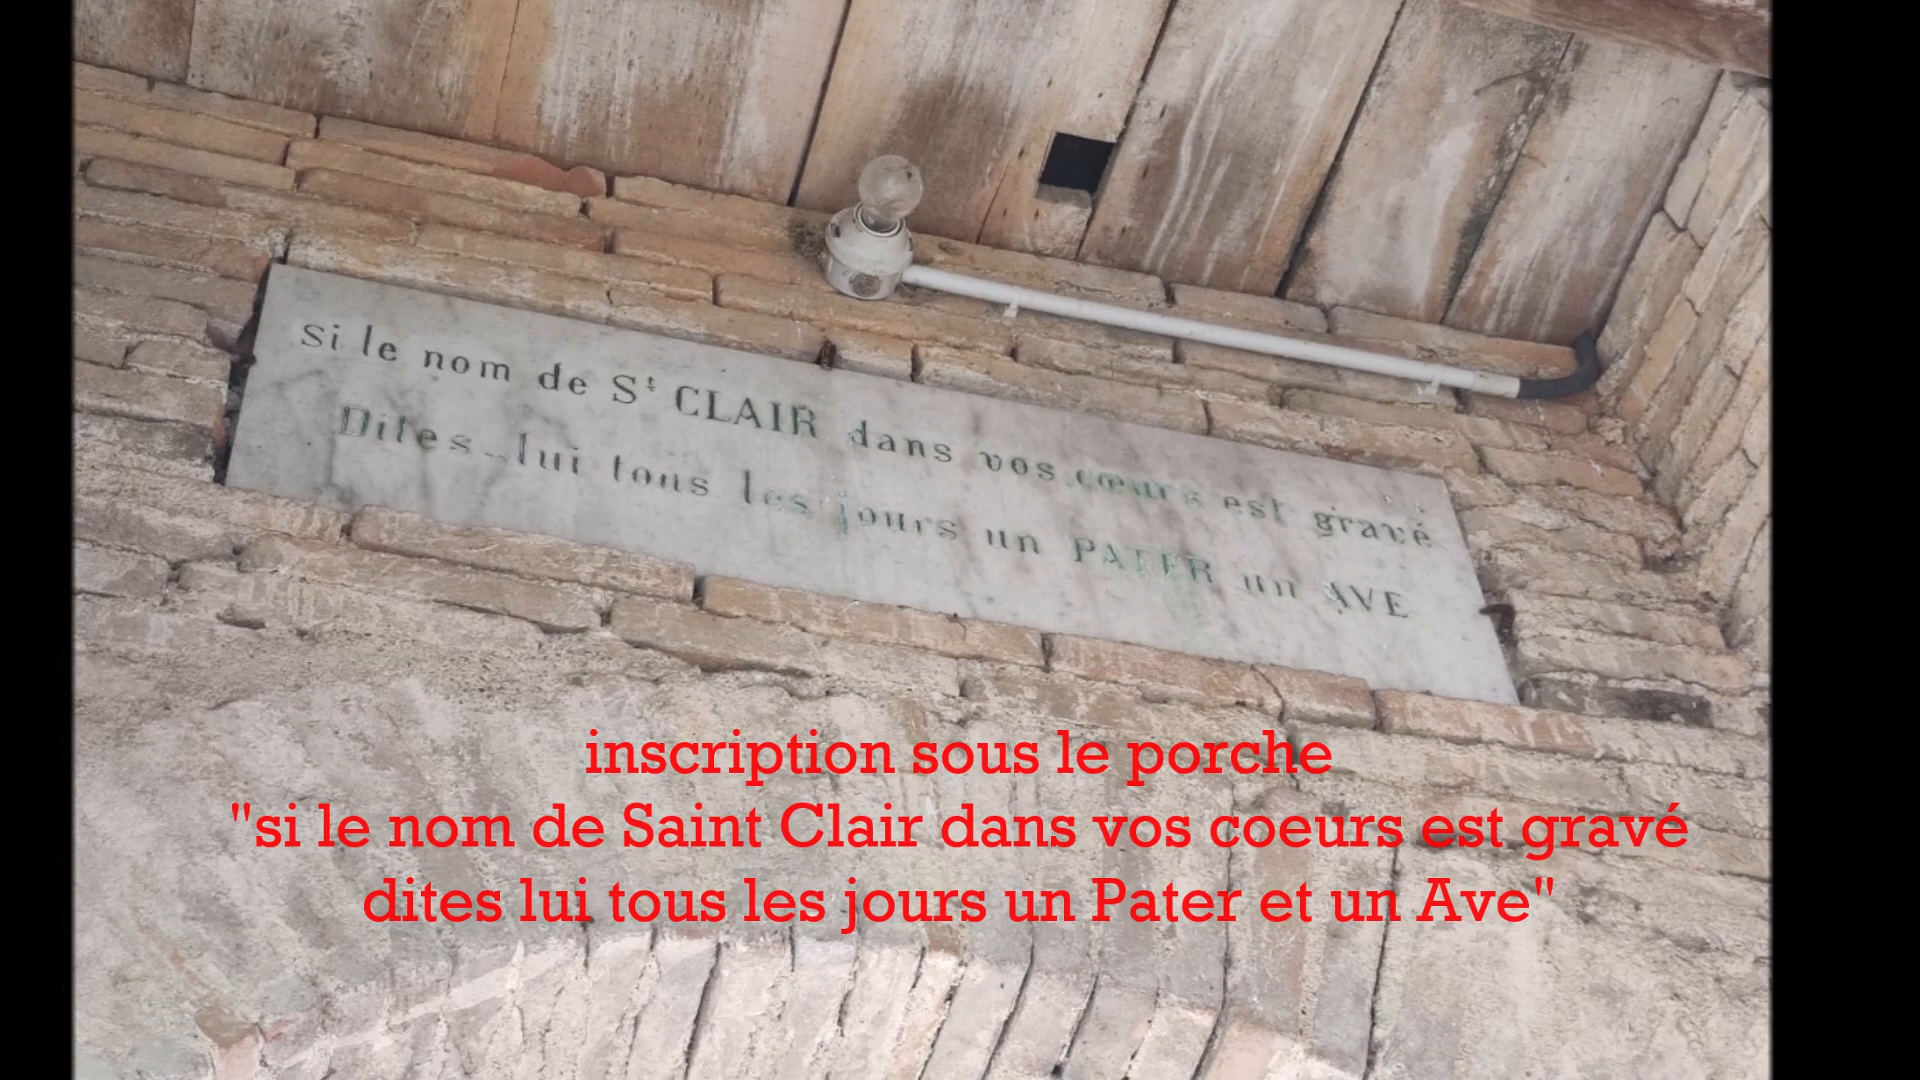 Si le nom de Sᵗ CLAIR dans vos cœurs est gravé
Dites-lui tous les jours un PATER un AVE
inscription sous le porche
"si le nom de Saint Clair dans vos coeurs est gravé
dites lui tous les jours un Pater et un Ave"